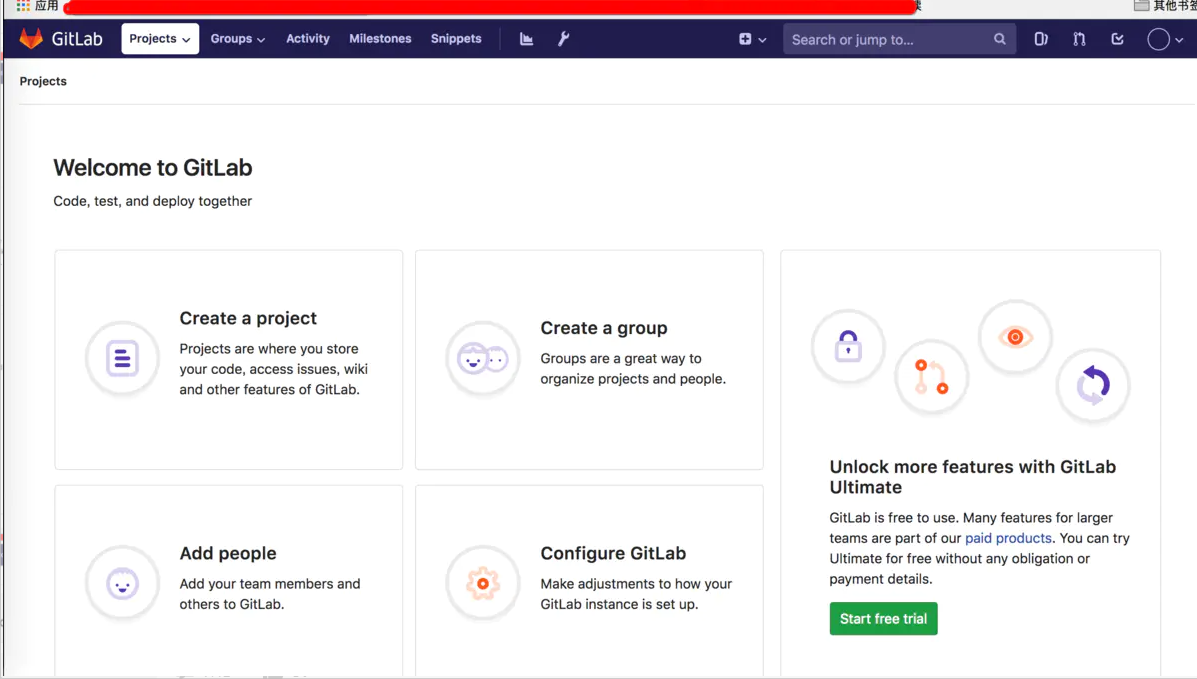 应用
其他书签
GitLab
Projects
Groups
Activity
Milestones
Snippets
Search or jump to...
Projects
Welcome to GitLab
Code, test, and deploy together
Create a project
Projects are where you store
your code, access issues, wiki
and other features of GitLab.
Create a group
Groups are a great way to
organize projects and people.
Unlock more features with GitLab
Ultimate
GitLab is free to use. Many features for larger
teams are part of our paid products. You can try
Ultimate for free without any obligation or
payment details.
Start free trial
Add people
Add your team members and
others to GitLab.
Configure GitLab
Make adjustments to how your
GitLab instance is set up.